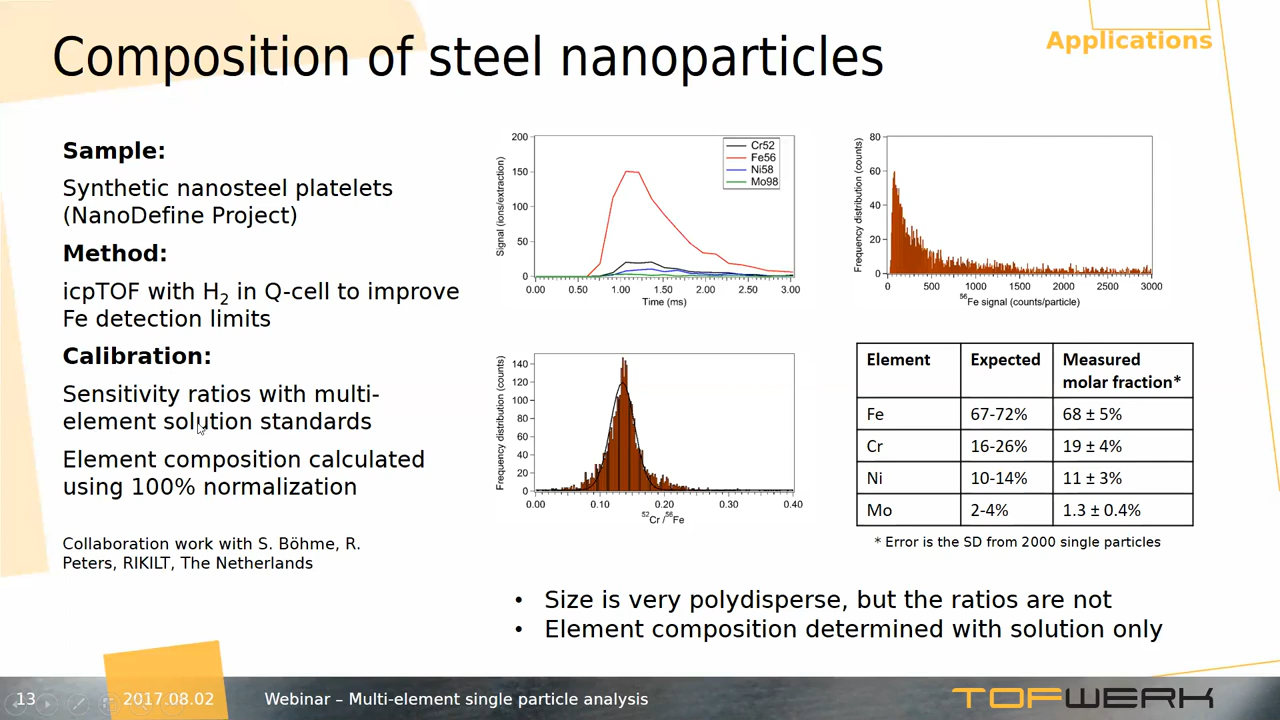 Composition of steel nanoparticles
Applications
Sample:
Synthetic nanosteel platelets
(NanoDefine Project)
Method:
icpTOF with H2 in Q-cell to improve
Fe detection limits
Calibration:
Sensitivity ratios with multi-
element solution standards
Element composition calculated
using 100% normalization
Collaboration work with S. Böhme, R.
Peters, RIKILT, The Netherlands
Signal (ions/extraction)
200
150
100
50
0
Cr52
Fe56
Ni58
Mo98
0.00 0.50 1.00 1.50 2.00 2.50 3.00
Time (ms)
Frequency distribution (counts)
80
60
40
20
0
0 500 1000 1500 2000 2500 3000
56Fe signal (counts/particle)
Frequency distribution (counts)
140
120
100
80
60
40
20
0
0.00 0.10 0.20 0.30 0.40
52Cr /56Fe
Element Expected Measured
molar fraction*
Fe 67-72% 68 ± 5%
Cr 16-26% 19 ± 4%
Ni 10-14% 11 ± 3%
Mo 2-4% 1.3 ± 0.4%
* Error is the SD from 2000 single particles
• Size is very polydisperse, but the ratios are not
• Element composition determined with solution only
13 2017.08.02 Webinar – Multi-element single particle analysis
TOFWERK